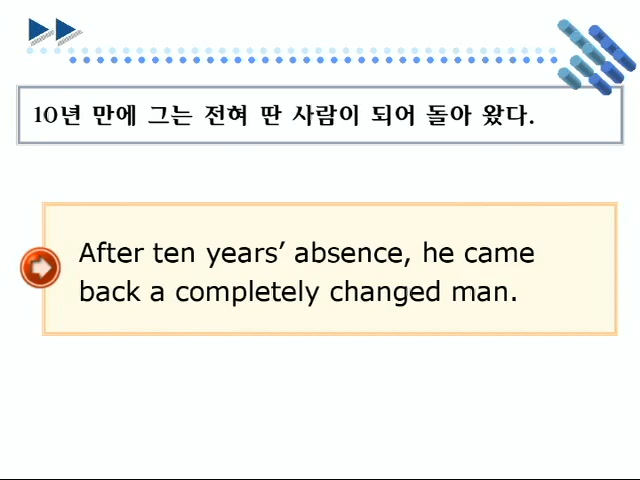 10년 만에 그는 전혀 딴 사람이 되어 돌아 왔다.
After ten years’ absence, he came
back a completely changed man.